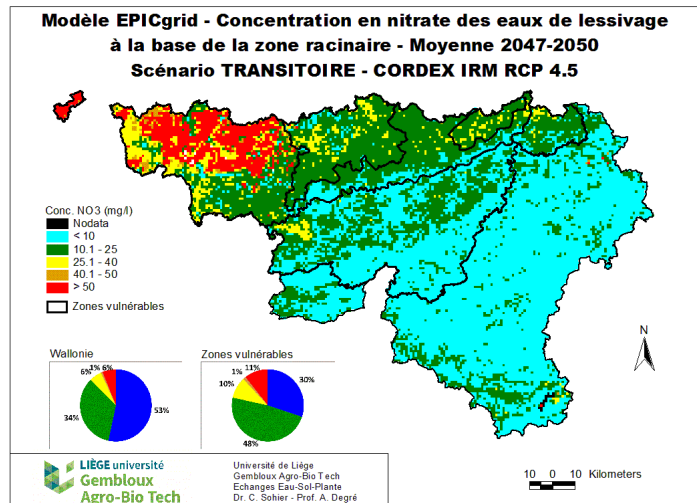 Modèle EPICgrid - Concentration en nitrate des eaux de lessivage
à la base de la zone racinaire - Moyenne 2047-2050
Scénario TRANSITOIRE - CORDEX IRM RCP 4.5
Conc. NO3 (mg/l)
Nodata
< 10
10.1 - 25
25.1 - 40
40.1 - 50
> 50
Zones vulnérables
N
Wallonie
6%
1%
6%
34%
53%
Zones vulnérables
1%
11%
10%
30%
48%
LIÈGE université
Gembloux
Agro-Bio Tech
Université de Liège
Gembloux Agro-Bio Tech
Echanges Eau-Sol-Plante
Dr. C. Sohier - Prof. A. Degré
10 0 10 Kilometers